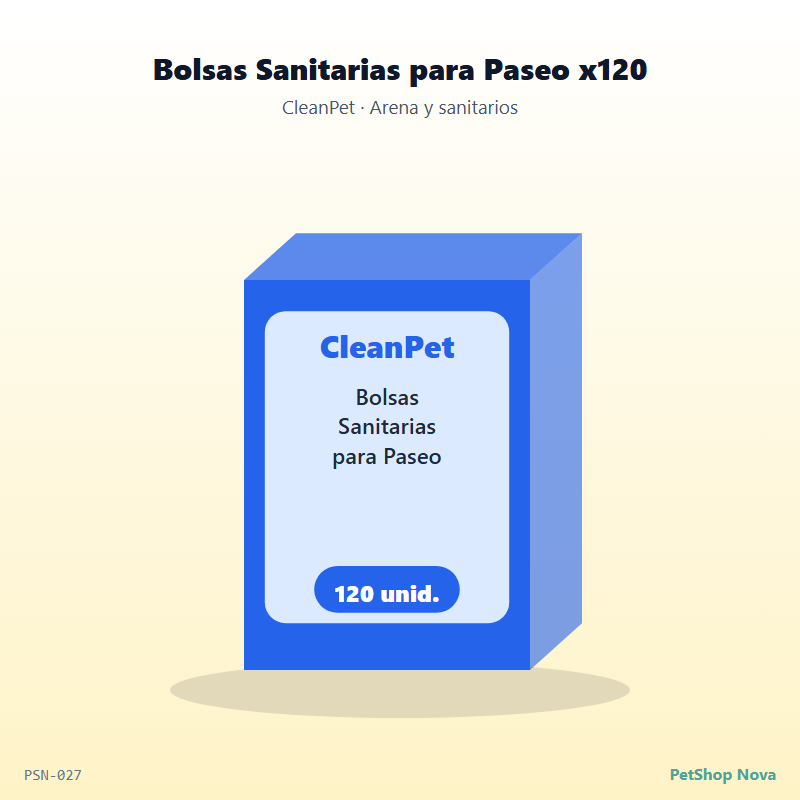 Bolsas Sanitarias para Paseo x120
CleanPet · Arena y sanitarios
CleanPet
Bolsas
Sanitarias
para Paseo
120 unid.
PSN-027
PetShop Nova